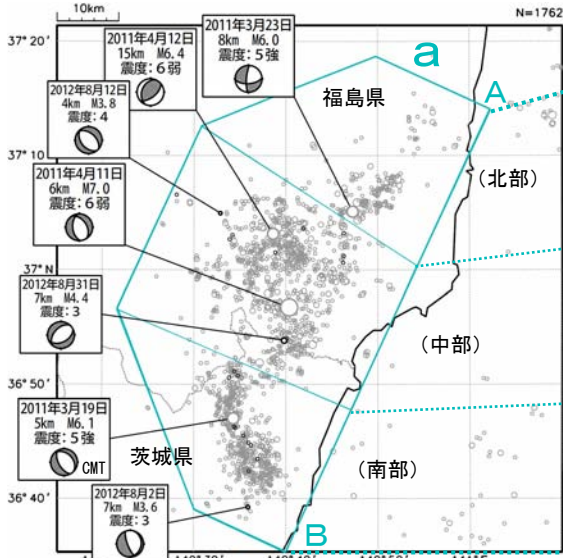 10km
N=1762
37°20′
a
2011年4月12日
15km M6.4
震度:6弱
2011年3月23日
8km M6.0
震度:5強
福島県
A
2012年8月12日
4km M3.8
震度:4
37°10′
(北部)
2011年4月11日
6km M7.0
震度:6弱
37°N
2012年8月31日
7km M4.4
震度:3
(中部)
36°50′
2011年3月19日
5km M6.1
震度:5強
CMT
茨城県
(南部)
36°40′
2012年8月2日
7km M3.6
震度:3
B